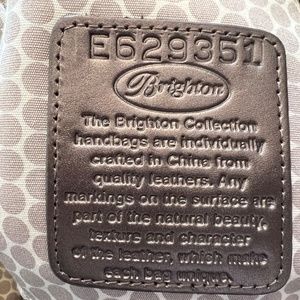 E629351
Brighton
The Brighton Collection
handbags are individually
crafted in China from
quality leathers. Any
markings on the surface are
part of the natural beauty,
texture and character
of the leather, which make
each bag unique.